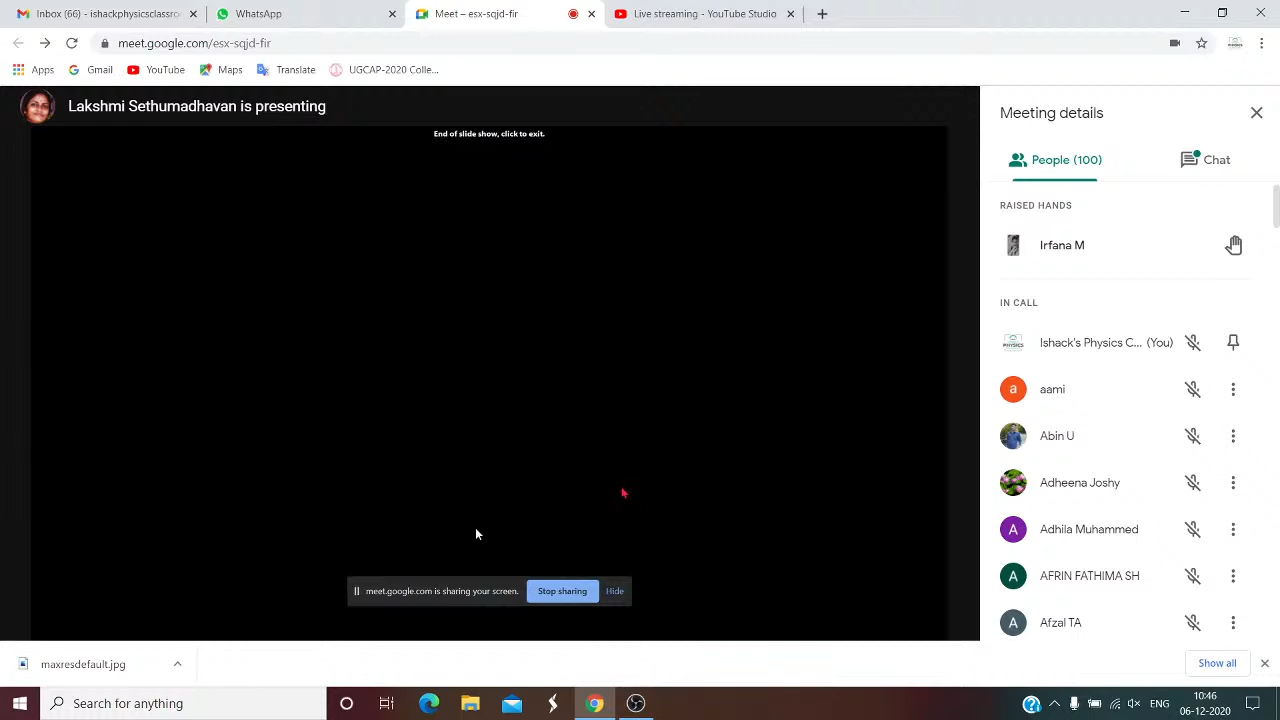 Inbox (65) - ishackphysicsclassro
WhatsApp
Meet – esx-sqjd-fir
Live streaming - YouTube Studio
meet.google.com/esx-sqjd-fir
Apps
Gmail
YouTube
Maps
Translate
UGCAP-2020 Colle...
Lakshmi Sethumadhavan is presenting
End of slide show, click to exit.
meet.google.com is sharing your screen.
Stop sharing
Hide
Meeting details
People (100)
Chat
RAISED HANDS
Irfana M
IN CALL
Ishack's Physics C... (You)
a
aami
Abin U
Adheena Joshy
A
Adhila Muhammed
A
AFRIN FATHIMA SH
A
Afzal TA
maxresdefault.jpg
Show all
Search for anything
ENG
10:46
06-12-2020